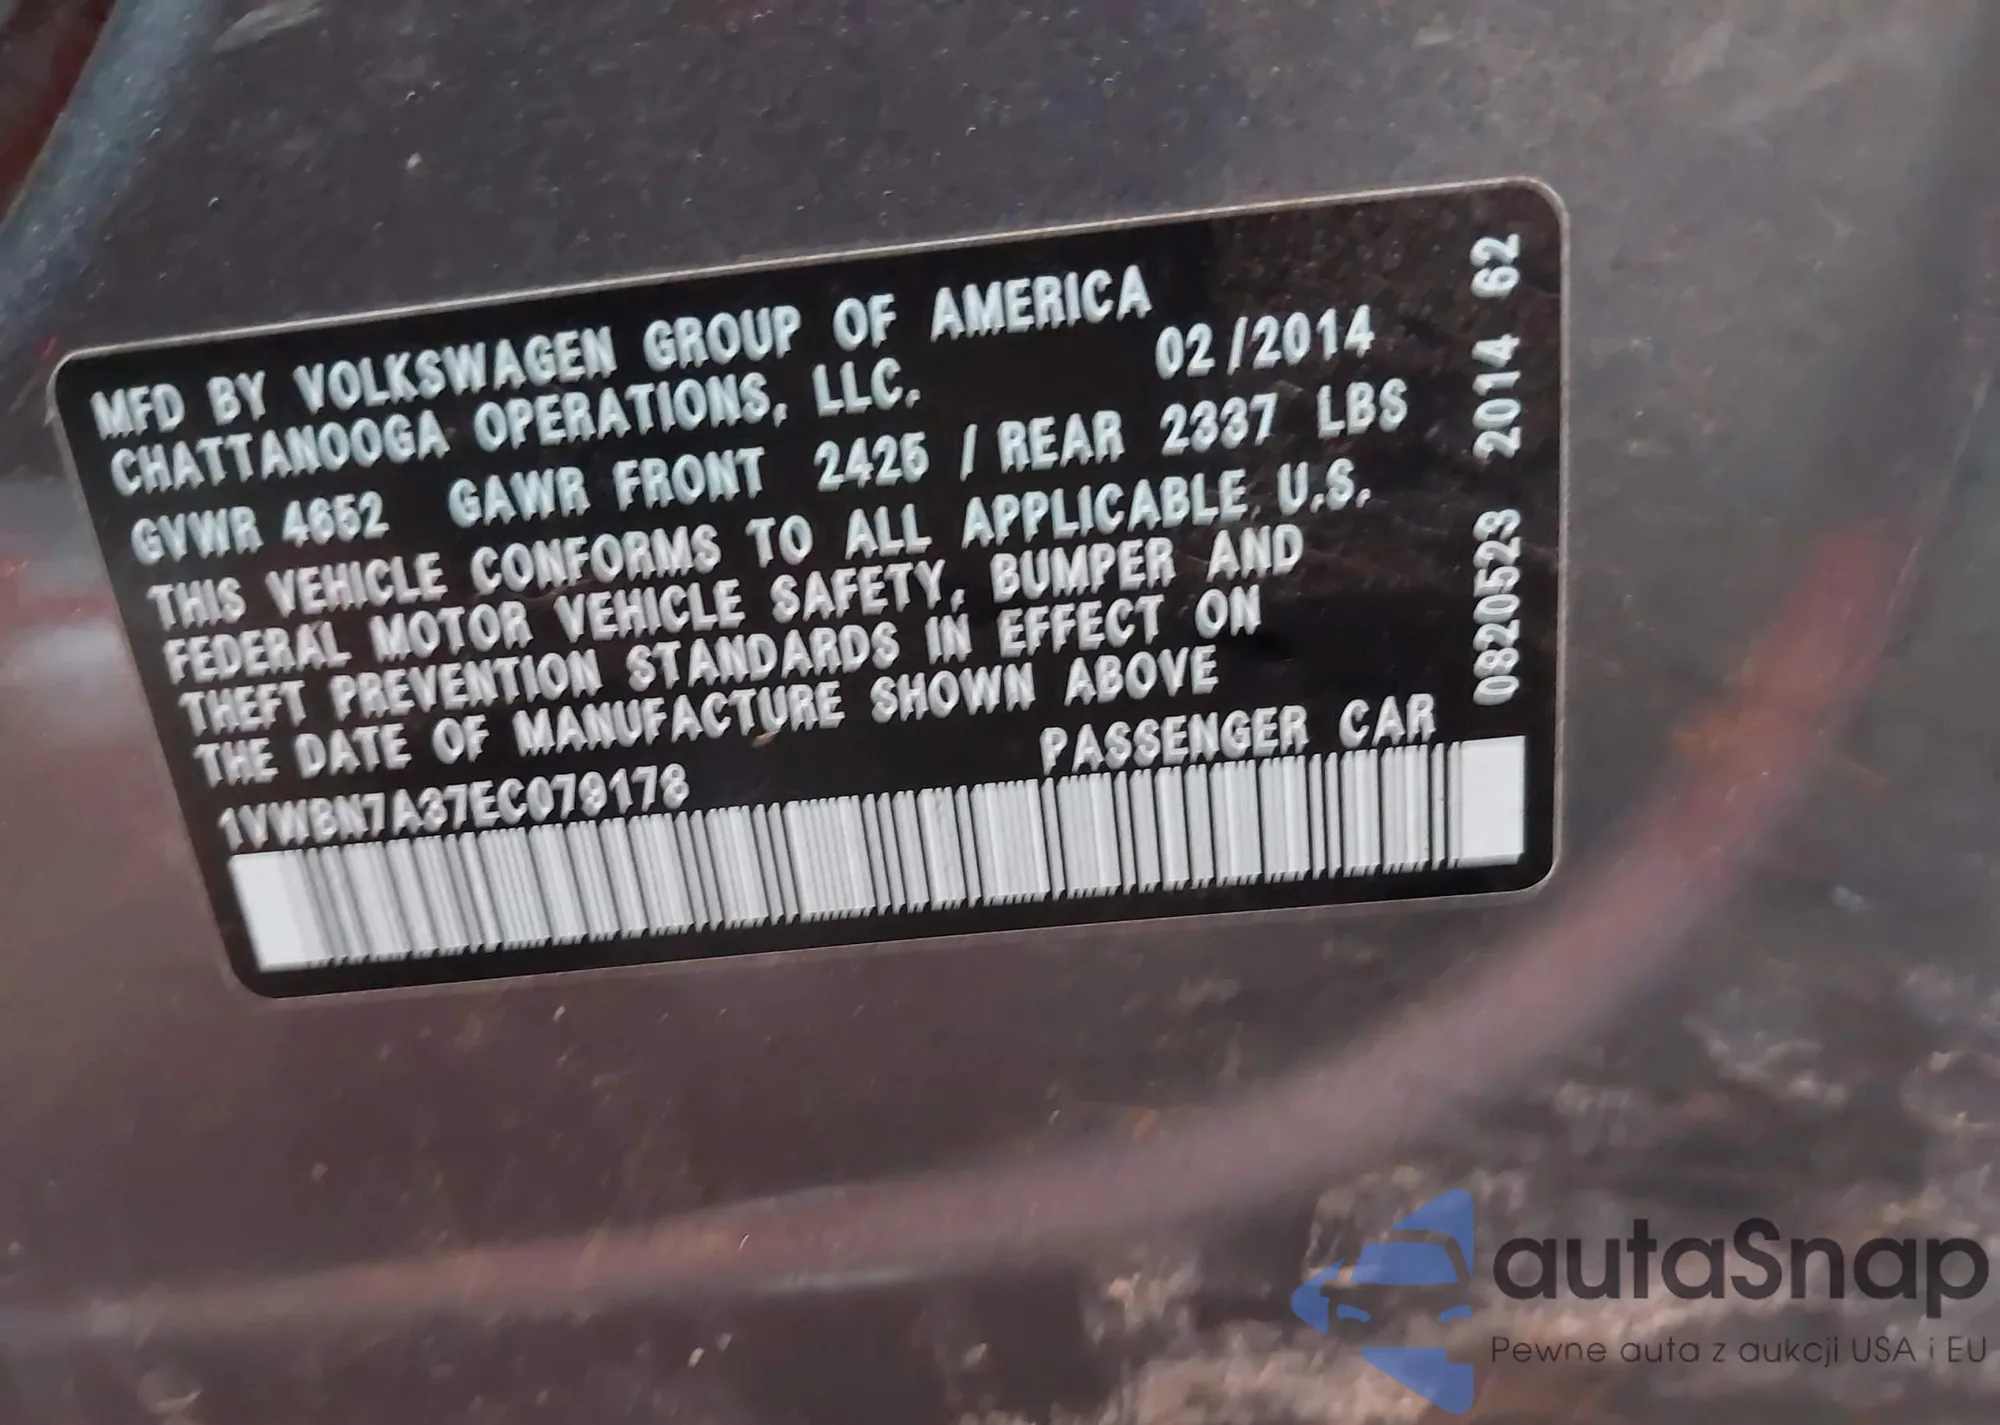 MFD BY VOLKSWAGEN GROUP OF AMERICA
CHATTANOOGA OPERATIONS, LLC. 02/2014
GVWR 4652 GAWR FRONT 2425 / REAR 2337 LBS
THIS VEHICLE CONFORMS TO ALL APPLICABLE U.S.
FEDERAL MOTOR VEHICLE SAFETY, BUMPER AND
THEFT PREVENTION STANDARDS IN EFFECT ON
THE DATE OF MANUFACTURE SHOWN ABOVE
1VWBN7A37EC079178 PASSENGER CAR
0820523 2014 62
autaSnap
Pewne auta z aukcji USA i EU